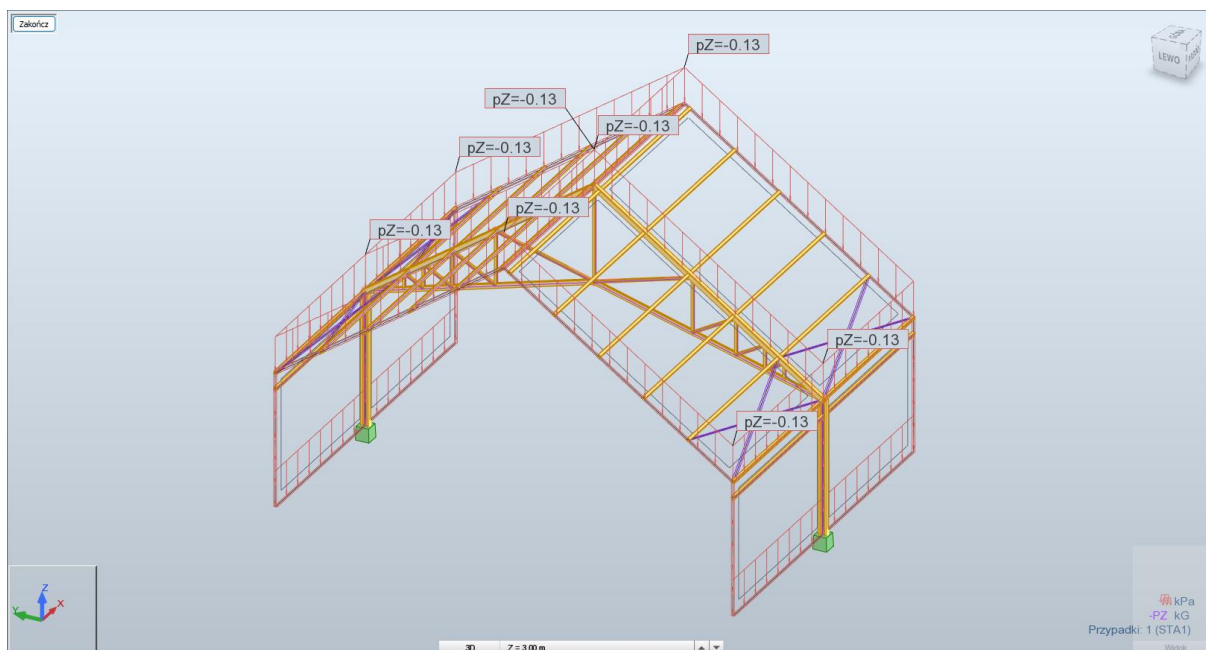 Zakończ
pZ=-0.13
pZ=-0.13
pZ=-0.13
pZ=-0.13
pZ=-0.13
pZ=-0.13
pZ=-0.13
pZ=-0.13
LEWO
Z
Y
X
kPa
-PZ kG
Przypadki: 1 (STA1)
3D Z = 3.00 m
Widok